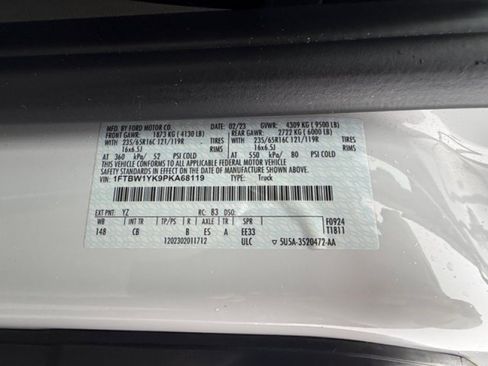 MFD. BY FORD MOTOR CO. 02/23 GVWR: 4309 KG (9500 LB)
FRONT GAWR: 1873 KG (4130 LB) REAR GAWR: 2722 KG (6000 LB)
WITH 235/65R16C 121/119R TIRES WITH 235/65R16C 121/119R TIRES
16x6.5J RIMS 16x6.5J RIMS
AT 360 kPa/ 52 PSI COLD AT 550 kPa/ 80 PSI COLD
THIS VEHICLE CONFORMS TO ALL APPLICABLE FEDERAL MOTOR VEHICLE
SAFETY STANDARDS IN EFFECT ON THE DATE OF MANUFACTURE SHOWN ABOVE.
VIN: 1FTBW1YK9PKA68119 TYPE: Truck
EXT PNT: YZ RC: 83 DSO:
WB INT TR TP/PS R AXLE TR SPR F0924
148 CB B ES A EE33 T1811
1202302011712 ULC 5U5A-3S20472-AA